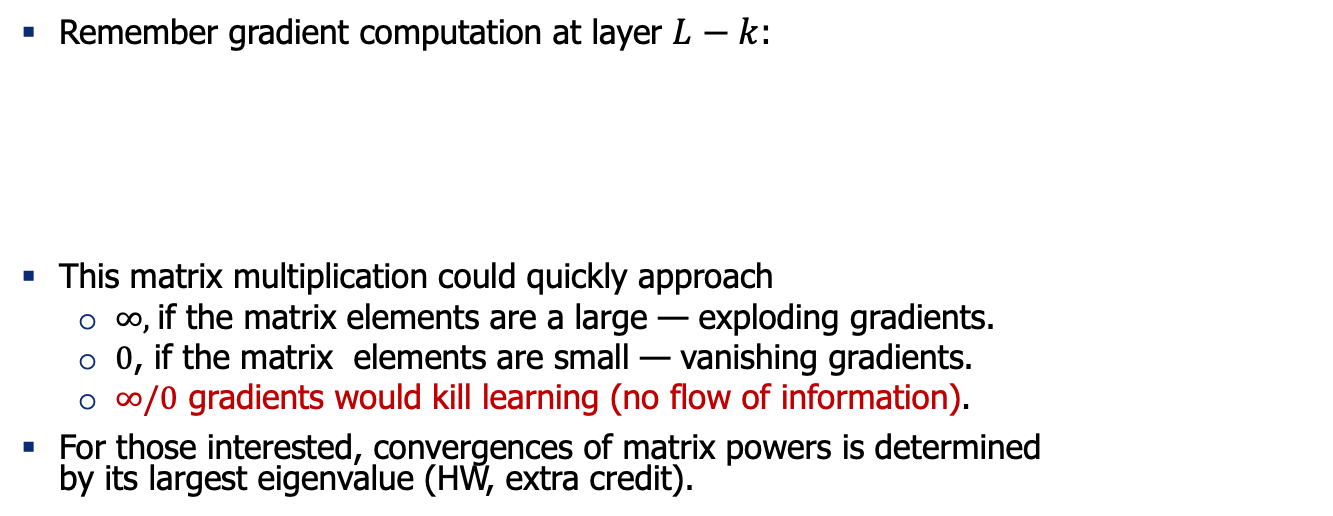 ▪ Remember gradient computation at layer L − k:
▪ This matrix multiplication could quickly approach
○ ∞, if the matrix elements are a large — exploding gradients.
○ 0, if the matrix  elements are small — vanishing gradients.
○ ∞/0 gradients would kill learning (no flow of information).
▪ For those interested, convergences of matrix powers is determined
by its largest eigenvalue (HW, extra credit).